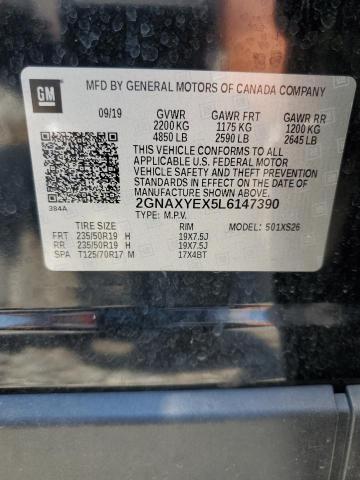 GM
MFD BY GENERAL MOTORS OF CANADA COMPANY
09/19 GVWR GAWR FRT GAWR RR
2200 KG 1175 KG 1200 KG
4850 LB 2590 LB 2645 LB
THIS VEHICLE CONFORMS TO ALL
APPLICABLE U.S. FEDERAL MOTOR
VEHICLE SAFETY AND THEFT PREVENTION
STANDARDS IN EFFECT ON THE DATE OF
MANUFACTURE SHOWN ABOVE.
384A 2GNAXYEX5L6147390
TYPE: M.P.V.
TIRE SIZE RIM MODEL: 501XS26
FRT 235/50R19 H 19X7.5J
RR 235/50R19 H 19X7.5J
SPA T125/70R17 M 17X4BT